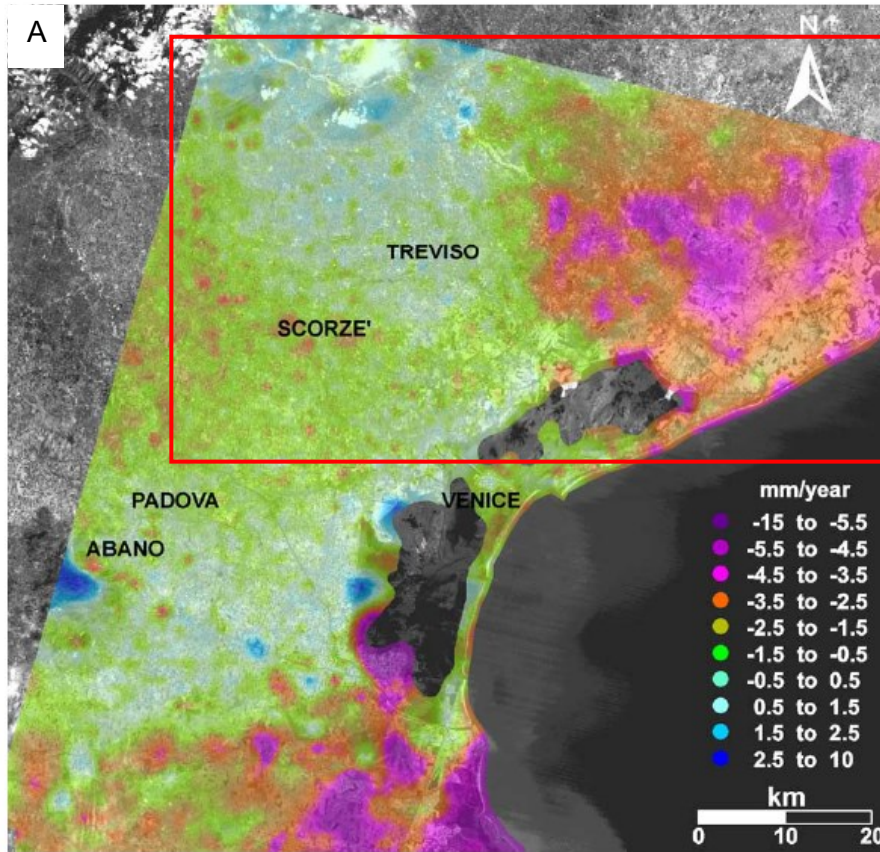 A
N
TREVISO
SCORZE'
PADOVA
VENICE
ABANO
mm/year
-15 to -5.5
-5.5 to -4.5
-4.5 to -3.5
-3.5 to -2.5
-2.5 to -1.5
-1.5 to -0.5
-0.5 to 0.5
0.5 to 1.5
1.5 to 2.5
2.5 to 10
km
0 10 20